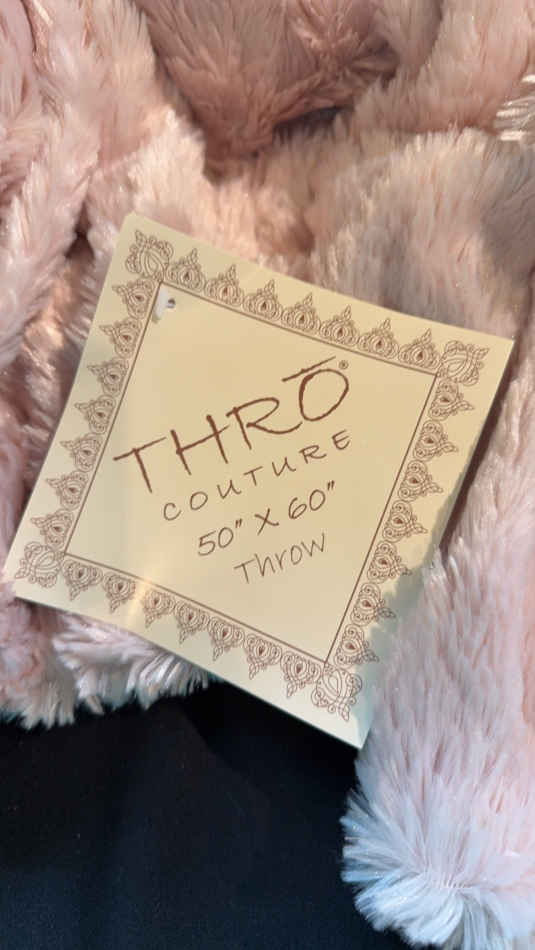 THRŌ®
COUTURE
50" X 60"
Throw